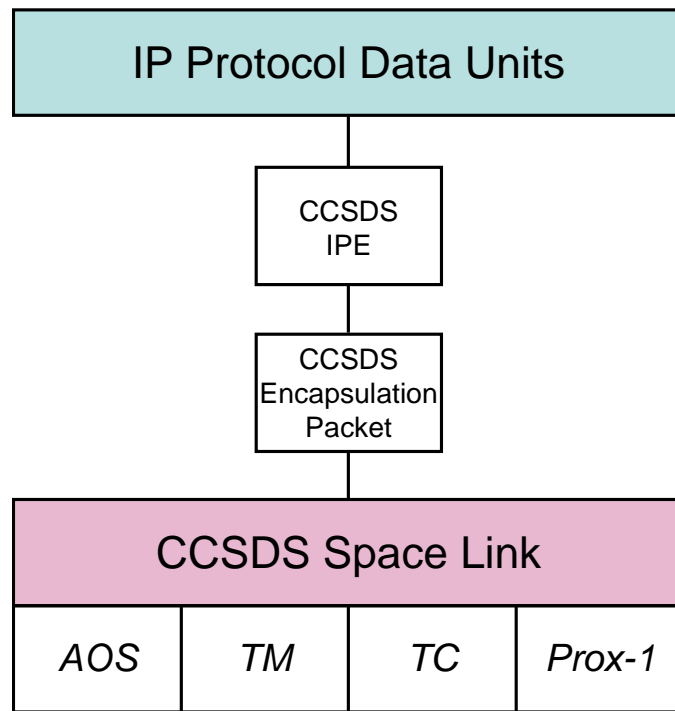 IP Protocol Data Units
CCSDS
IPE
CCSDS
Encapsulation
Packet
CCSDS Space Link
AOS TM TC Prox-1